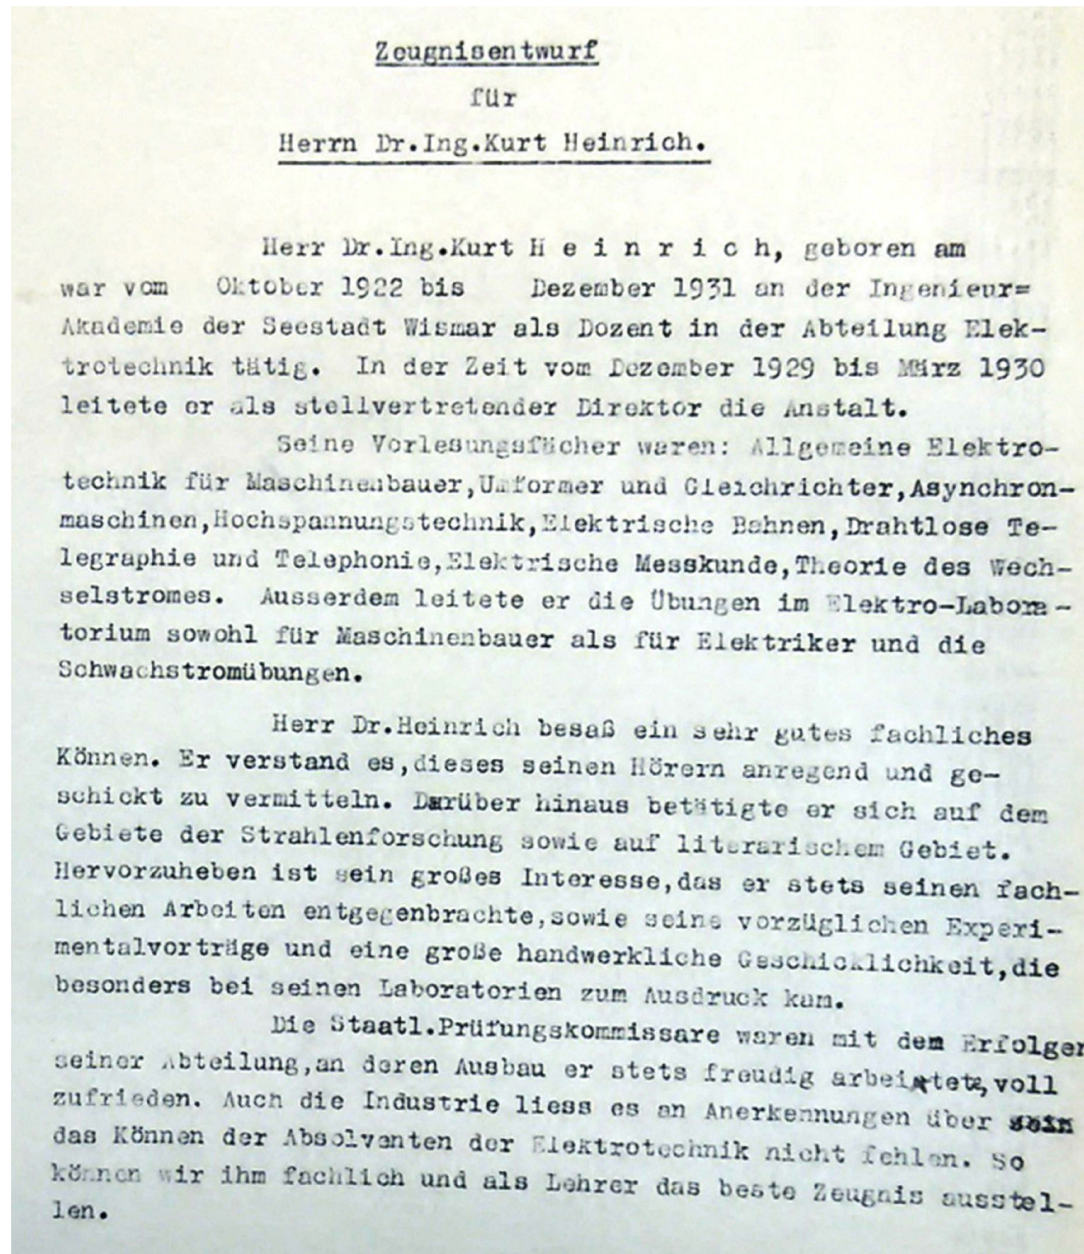 Zeugnisentwurf
für
Herrn Dr.Ing.Kurt Heinrich.
Herr Dr.Ing.Kurt H e i n r i c h, geboren am
war vom Oktober 1922 bis Dezember 1931 an der Ingenieur=
Akademie der Seestadt Wismar als Dozent in der Abteilung Elek-
trotechnik tätig. In der Zeit vom Dezember 1929 bis März 1930
leitete er als stellvertretender Direktor die Anstalt.
Seine Vorlesungsfächer waren: Allgemeine Elektro-
technik für Maschinenbauer,Umformer und Gleichrichter,Asynchron-
maschinen,Hochspannungstechnik,Elektrische Bahnen,Drahtlose Te-
legraphie und Telephonie,Elektrische Messkunde,Theorie des Wech-
selstromes. Ausserdem leitete er die Übungen im Elektro-Labora-
torium sowohl für Maschinenbauer als für Elektriker und die
Schwachstromübungen.
Herr Dr.Heinrich besaß ein sehr gutes fachliches
Können. Er verstand es,dieses seinen Hörern anregend und ge-
schickt zu vermitteln. Darüber hinaus betätigte er sich auf dem
Gebiete der Strahlenforschung sowie auf literarischem Gebiet.
Hervorzuheben ist sein großes Interesse,das er stets seinen fach-
lichen Arbeiten entgegenbrachte,sowie seine vorzüglichen Experi-
mentalvorträge und eine große handwerkliche Geschicklichkeit,die
besonders bei seinen Laboratorien zum Ausdruck kam.
Die Staatl.Prüfungskommissare waren mit den Erfolgen
seiner Abteilung,an deren Ausbau er stets freudig arbeitete,voll
zufrieden. Auch die Industrie liess es an Anerkennungen über
das Können der Absolventen der Elektrotechnik nicht fehlen. So
können wir ihm fachlich und als Lehrer das beste Zeugnis ausstel-
len.